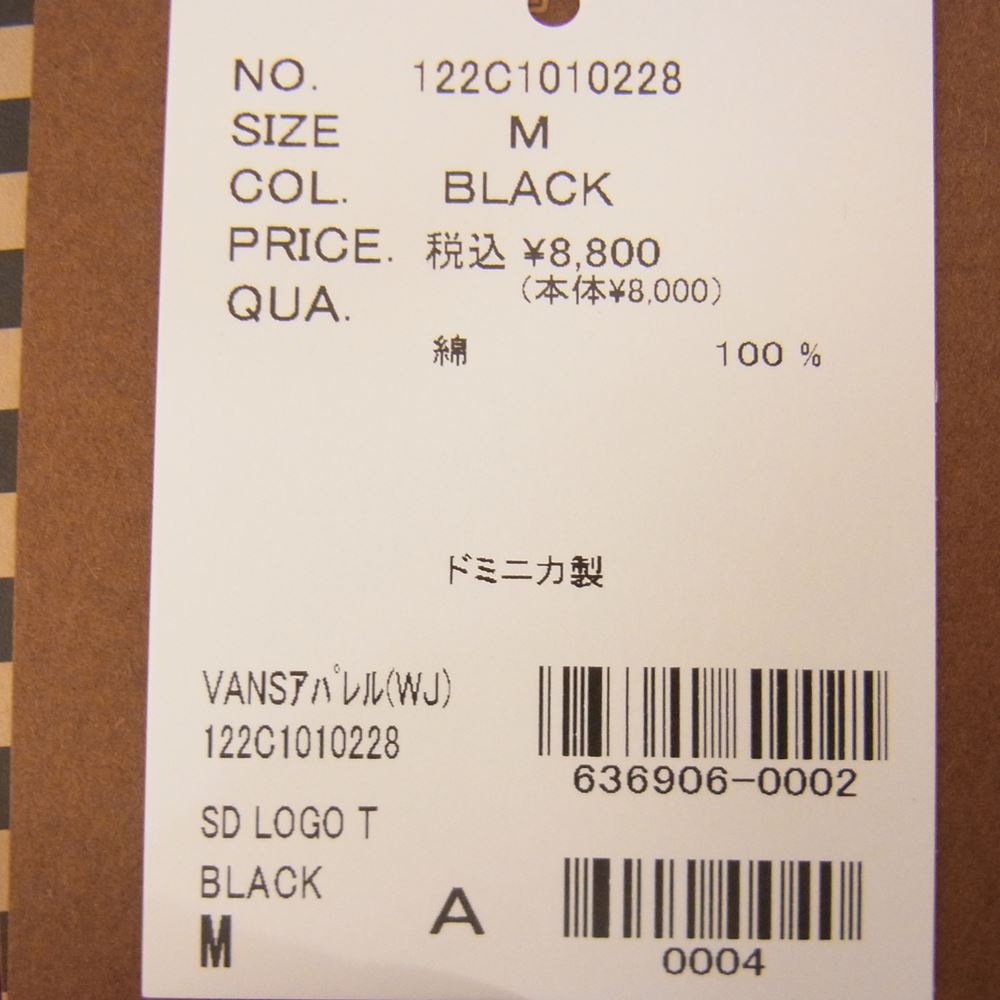 NO. 122C1010228
SIZE M
COL. BLACK
PRICE. 税込 ¥8,800
(本体¥8,000)
QUA.
綿 100 %
ドミニカ製
VANSアパレル(WJ)
122C1010228
636906-0002
SD LOGO T
BLACK
M
A
0004